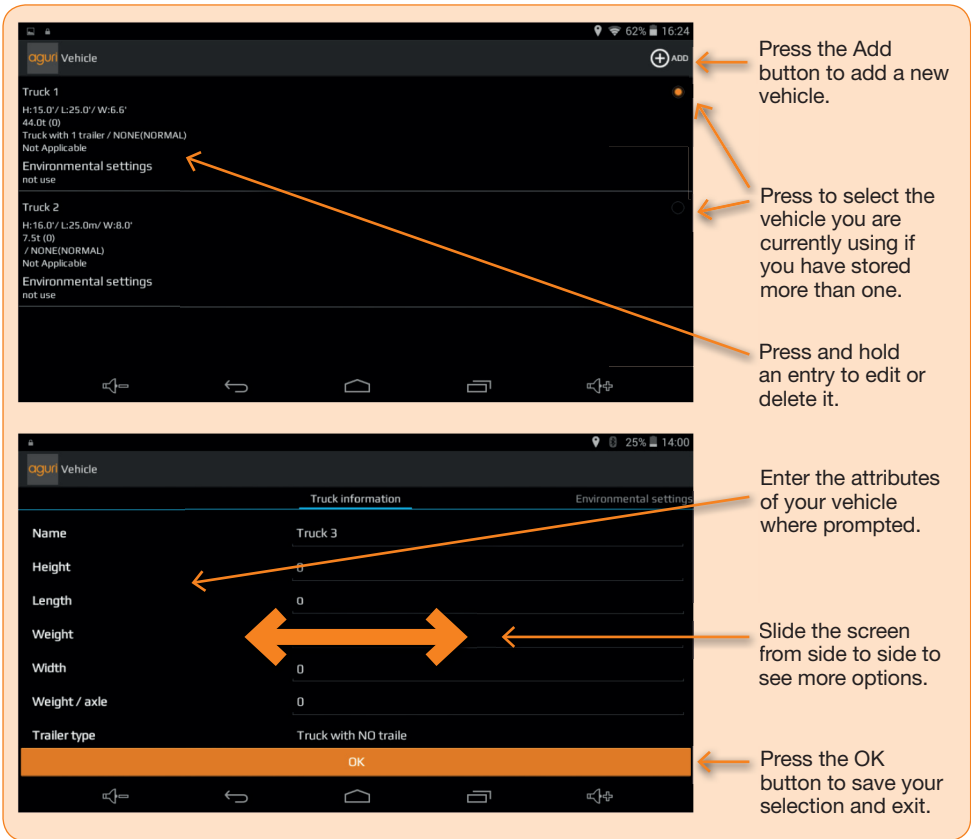 62% 16:24
aguri Vehicle
ADD
Truck 1
H:15.0'/ L:25.0'/ W:6.6'
44.0t (0)
Truck with 1 trailer / NONE(NORMAL)
Not Applicable
Environmental settings
not use
Truck 2
H:16.0'/ L:25.0m/ W:8.0'
7.5t (0)
/ NONE(NORMAL)
Not Applicable
Environmental settings
not use
Press the Add
button to add a new
vehicle.
Press to select the
vehicle you are
currently using if
you have stored
more than one.
Press and hold
an entry to edit or
delete it.
25% 14:00
aguri Vehicle
Truck information Environmental settings
Name Truck 3
Height 0
Length 0
Weight
Width 0
Weight / axle 0
Trailer type Truck with NO traile
OK
Enter the attributes
of your vehicle
where prompted.
Slide the screen
from side to side to
see more options.
Press the OK
button to save your
selection and exit.